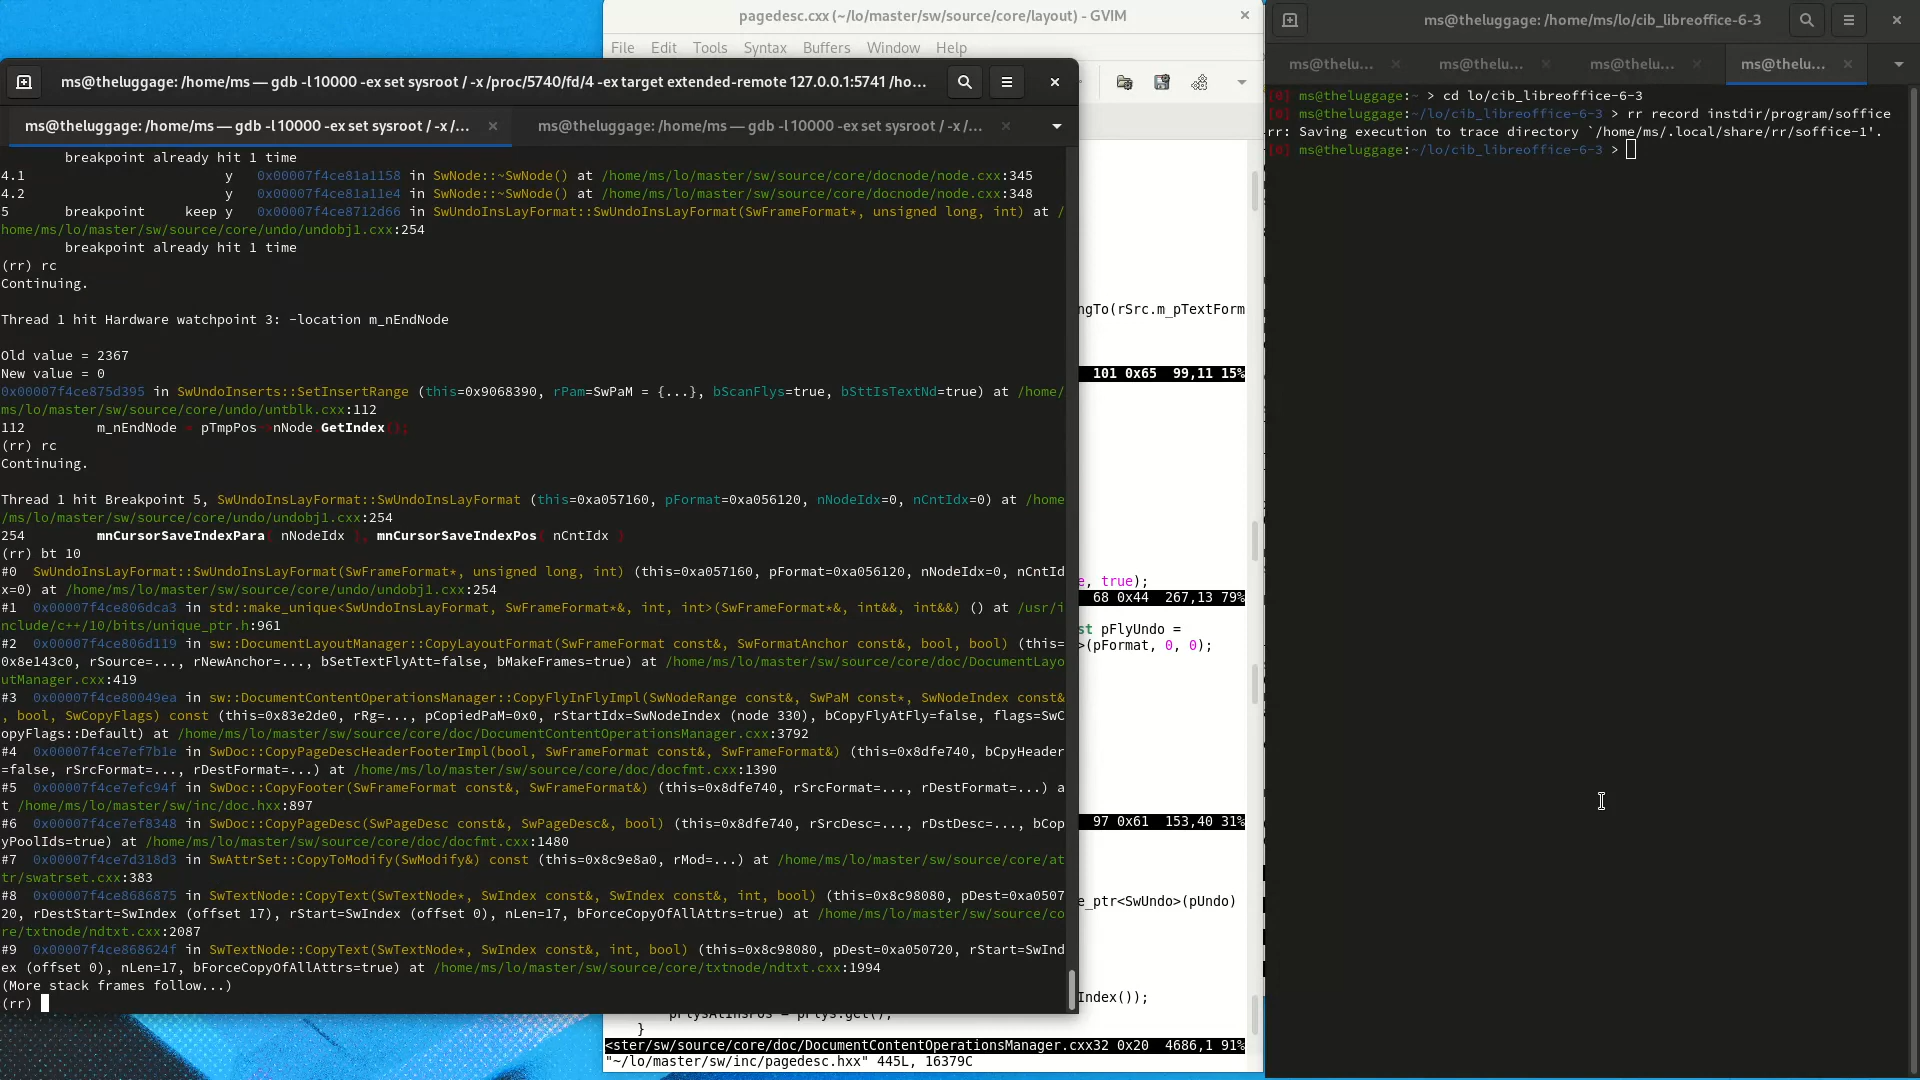 pagedesc.cxx (~/lo/master/sw/source/core/layout) - GVIM
File Edit Tools Syntax Buffers Window Help
ms@theluggage: /home/ms — gdb -l 10000 -ex set sysroot / -x /proc/5740/fd/4 -ex target extended-remote 127.0.0.1:5741 /ho...
ms@theluggage: /home/ms — gdb -l 10000 -ex set sysroot / -x /...
ms@theluggage: /home/ms — gdb -l 10000 -ex set sysroot / -x /...
        breakpoint already hit 1 time
4.1                         y   0x00007f4ce81a1158 in SwNode::~SwNode() at /home/ms/lo/master/sw/source/core/docnode/node.cxx:345
4.2                         y   0x00007f4ce81a11e4 in SwNode::~SwNode() at /home/ms/lo/master/sw/source/core/docnode/node.cxx:348
5       breakpoint     keep y   0x00007f4ce8712d66 in SwUndoInsLayFormat::SwUndoInsLayFormat(SwFrameFormat*, unsigned long, int) at /
home/ms/lo/master/sw/source/core/undo/undobj1.cxx:254
        breakpoint already hit 1 time
(rr) rc
Continuing.
Thread 1 hit Hardware watchpoint 3: -location m_nEndNode
Old value = 2367
New value = 0
0x00007f4ce875d395 in SwUndoInserts::SetInsertRange (this=0x9068390, rPam=SwPaM = {...}, bScanFlys=true, bSttIsTextNd=true) at /home/
ms/lo/master/sw/source/core/undo/untblk.cxx:112
112         m_nEndNode = pTmpPos->nNode.GetIndex();
(rr) rc
Continuing.
Thread 1 hit Breakpoint 5, SwUndoInsLayFormat::SwUndoInsLayFormat (this=0xa057160, pFormat=0xa056120, nNodeIdx=0, nCntIdx=0) at /home
/ms/lo/master/sw/source/core/undo/undobj1.cxx:254
254         mnCursorSaveIndexPara( nNodeIdx ), mnCursorSaveIndexPos( nCntIdx )
(rr) bt 10
#0  SwUndoInsLayFormat::SwUndoInsLayFormat(SwFrameFormat*, unsigned long, int) (this=0xa057160, pFormat=0xa056120, nNodeIdx=0, nCntId
x=0) at /home/ms/lo/master/sw/source/core/undo/undobj1.cxx:254
#1  0x00007f4ce806dca3 in std::make_unique<SwUndoInsLayFormat, SwFrameFormat*&, int, int>(SwFrameFormat*&, int&&, int&&) () at /usr/i
nclude/c++/10/bits/unique_ptr.h:961
#2  0x00007f4ce806d119 in sw::DocumentLayoutManager::CopyLayoutFormat(SwFrameFormat const&, SwFormatAnchor const&, bool, bool) (this=
0x8e143c0, rSource=..., rNewAnchor=..., bSetTextFlyAtt=false, bMakeFrames=true) at /home/ms/lo/master/sw/source/core/doc/DocumentLayo
utManager.cxx:419
#3  0x00007f4ce80049ea in sw::DocumentContentOperationsManager::CopyFlyInFlyImpl(SwNodeRange const&, SwPaM const*, SwNodeIndex const&
, bool, SwCopyFlags) const (this=0x83e2de0, rRg=..., pCopiedPaM=0x0, rStartIdx=SwNodeIndex (node 330), bCopyFlyAtFly=false, flags=SwC
opyFlags::Default) at /home/ms/lo/master/sw/source/core/doc/DocumentContentOperationsManager.cxx:3792
#4  0x00007f4ce7ef7b1e in SwDoc::CopyPageDescHeaderFooterImpl(bool, SwFrameFormat const&, SwFrameFormat&) (this=0x8dfe740, bCpyHeader
=false, rSrcFormat=..., rDestFormat=...) at /home/ms/lo/master/sw/source/core/doc/docfmt.cxx:1390
#5  0x00007f4ce7efc94f in SwDoc::CopyFooter(SwFrameFormat const&, SwFrameFormat&) (this=0x8dfe740, rSrcFormat=..., rDestFormat=...) a
t /home/ms/lo/master/sw/inc/doc.hxx:897
#6  0x00007f4ce7ef8348 in SwDoc::CopyPageDesc(SwPageDesc const&, SwPageDesc&, bool) (this=0x8dfe740, rSrcDesc=..., rDstDesc=..., bCop
yPoolIds=true) at /home/ms/lo/master/sw/source/core/doc/docfmt.cxx:1480
#7  0x00007f4ce7d318d3 in SwAttrSet::CopyToModify(SwModify&) const (this=0x8c9e8a0, rMod=...) at /home/ms/lo/master/sw/source/core/at
tr/swatrset.cxx:383
#8  0x00007f4ce8686875 in SwTextNode::CopyText(SwTextNode*, SwIndex const&, SwIndex const&, int, bool) (this=0x8c98080, pDest=0xa0507
20, rDestStart=SwIndex (offset 17), rStart=SwIndex (offset 0), nLen=17, bForceCopyOfAllAttrs=true) at /home/ms/lo/master/sw/source/co
re/txtnode/ndtxt.cxx:2087
#9  0x00007f4ce868624f in SwTextNode::CopyText(SwTextNode*, SwIndex const&, int, bool) (this=0x8c98080, pDest=0xa050720, rStart=SwInd
ex (offset 0), nLen=17, bForceCopyOfAllAttrs=true) at /home/ms/lo/master/sw/source/core/txtnode/ndtxt.cxx:1994
(More stack frames follow...)
(rr)
ngTo(rSrc.m_pTextForm
101 0x65  99,11 15%
e, true);
68 0x44  267,13 79%
st pFlyUndo =
>(pFormat, 0, 0);
97 0x61  153,40 31%
e_ptr<SwUndo>(pUndo)
Index());
pFlysAtInsPos = pFlys.get();
}
<ster/sw/source/core/doc/DocumentContentOperationsManager.cxx32 0x20  4686,1 91%
"~/lo/master/sw/inc/pagedesc.hxx" 445L, 16379C
ms@theluggage: /home/ms/lo/cib_libreoffice-6-3
ms@thelu... ms@thelu... ms@thelu... ms@thelu...
[0] ms@theluggage:~ > cd lo/cib_libreoffice-6-3
[0] ms@theluggage:~/lo/cib_libreoffice-6-3 > rr record instdir/program/soffice
rr: Saving execution to trace directory `/home/ms/.local/share/rr/soffice-1'.
[0] ms@theluggage:~/lo/cib_libreoffice-6-3 >